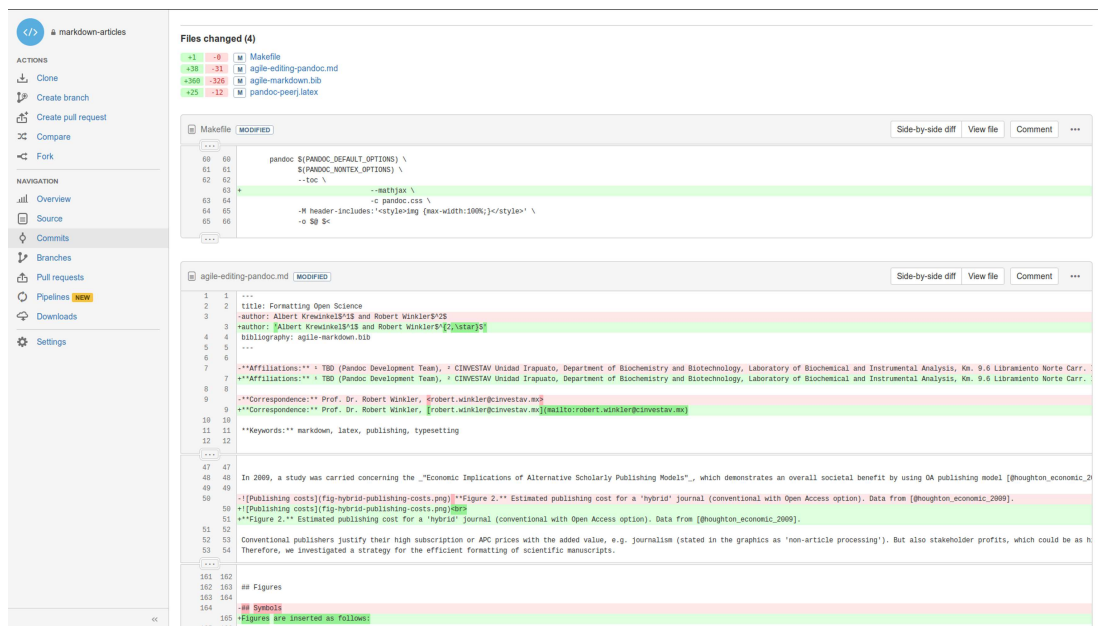 </> markdown-articles
ACTIONS
Clone
Create branch
Create pull request
Compare
Fork
NAVIGATION
Overview
Source
Commits
Branches
Pull requests
Pipelines NEW
Downloads
Settings
«
Files changed (4)
+1 -0 M Makefile
+38 -31 M agile-editing-pandoc.md
+360 -326 M agile-markdown.bib
+25 -12 M pandoc-peerj.latex
Makefile MODIFIED Side-by-side diff View file Comment •••
...
60 60 pandoc $(PANDOC_DEFAULT_OPTIONS) \
61 61 $(PANDOC_NONTEX_OPTIONS) \
62 62 --toc \
63 + --mathjax \
63 64 -c pandoc.css \
64 65 -M header-includes:'<style>img {max-width:100%;}</style>' \
65 66 -o $@ $<
...
agile-editing-pandoc.md MODIFIED Side-by-side diff View file Comment •••
1 1 ---
2 2 title: Formatting Open Science
3 -author: Albert Krewinkel$^1$ and Robert Winkler$^2$
3 +author: 'Albert Krewinkel$^1$ and Robert Winkler$^{2,\star}$'
4 4 bibliography: agile-markdown.bib
5 5 ---
6 6
7 -**Affiliations:** ¹ TBD (Pandoc Development Team), ² CINVESTAV Unidad Irapuato, Department of Biochemistry and Biotechnology, Laboratory of Biochemical and Instrumental Analysis, Km. 9.6 Libramiento Norte Carr.
7 +**Affiliations:** ¹ TBD (Pandoc Development Team), ² CINVESTAV Unidad Irapuato, Department of Biochemistry and Biotechnology, Laboratory of Biochemical and Instrumental Analysis, Km. 9.6 Libramiento Norte Carr.
8 8
9 -**Correspondence:** Prof. Dr. Robert Winkler, <robert.winkler@cinvestav.mx>
9 +**Correspondence:** Prof. Dr. Robert Winkler, [robert.winkler@cinvestav.mx](mailto:robert.winkler@cinvestav.mx)
10 10
11 11 **Keywords:** markdown, latex, publishing, typesetting
12 12
...
47 47
48 48 In 2009, a study was carried concerning the _"Economic Implications of Alternative Scholarly Publishing Models"_, which demonstrates an overall societal benefit by using OA publishing model [@houghton_economic_2
49 49
50 -![Publishing costs](fig-hybrid-publishing-costs.png) **Figure 2.** Estimated publishing cost for a 'hybrid' journal (conventional with Open Access option). Data from [@houghton_economic_2009].
50 +![Publishing costs](fig-hybrid-publishing-costs.png)<br>
51 +**Figure 2.** Estimated publishing cost for a 'hybrid' journal (conventional with Open Access option). Data from [@houghton_economic_2009].
51 52
52 53 Conventional publishers justify their high subscription or APC prices with the added value, e.g. journalism (stated in the graphics as 'non-article processing'). But also stakeholder profits, which could be as h
53 54 Therefore, we investigated a strategy for the efficient formatting of scientific manuscripts.
...
161 162
162 163 ## Figures
163 164
164 -## Symbols
165 +Figures are inserted as follows: